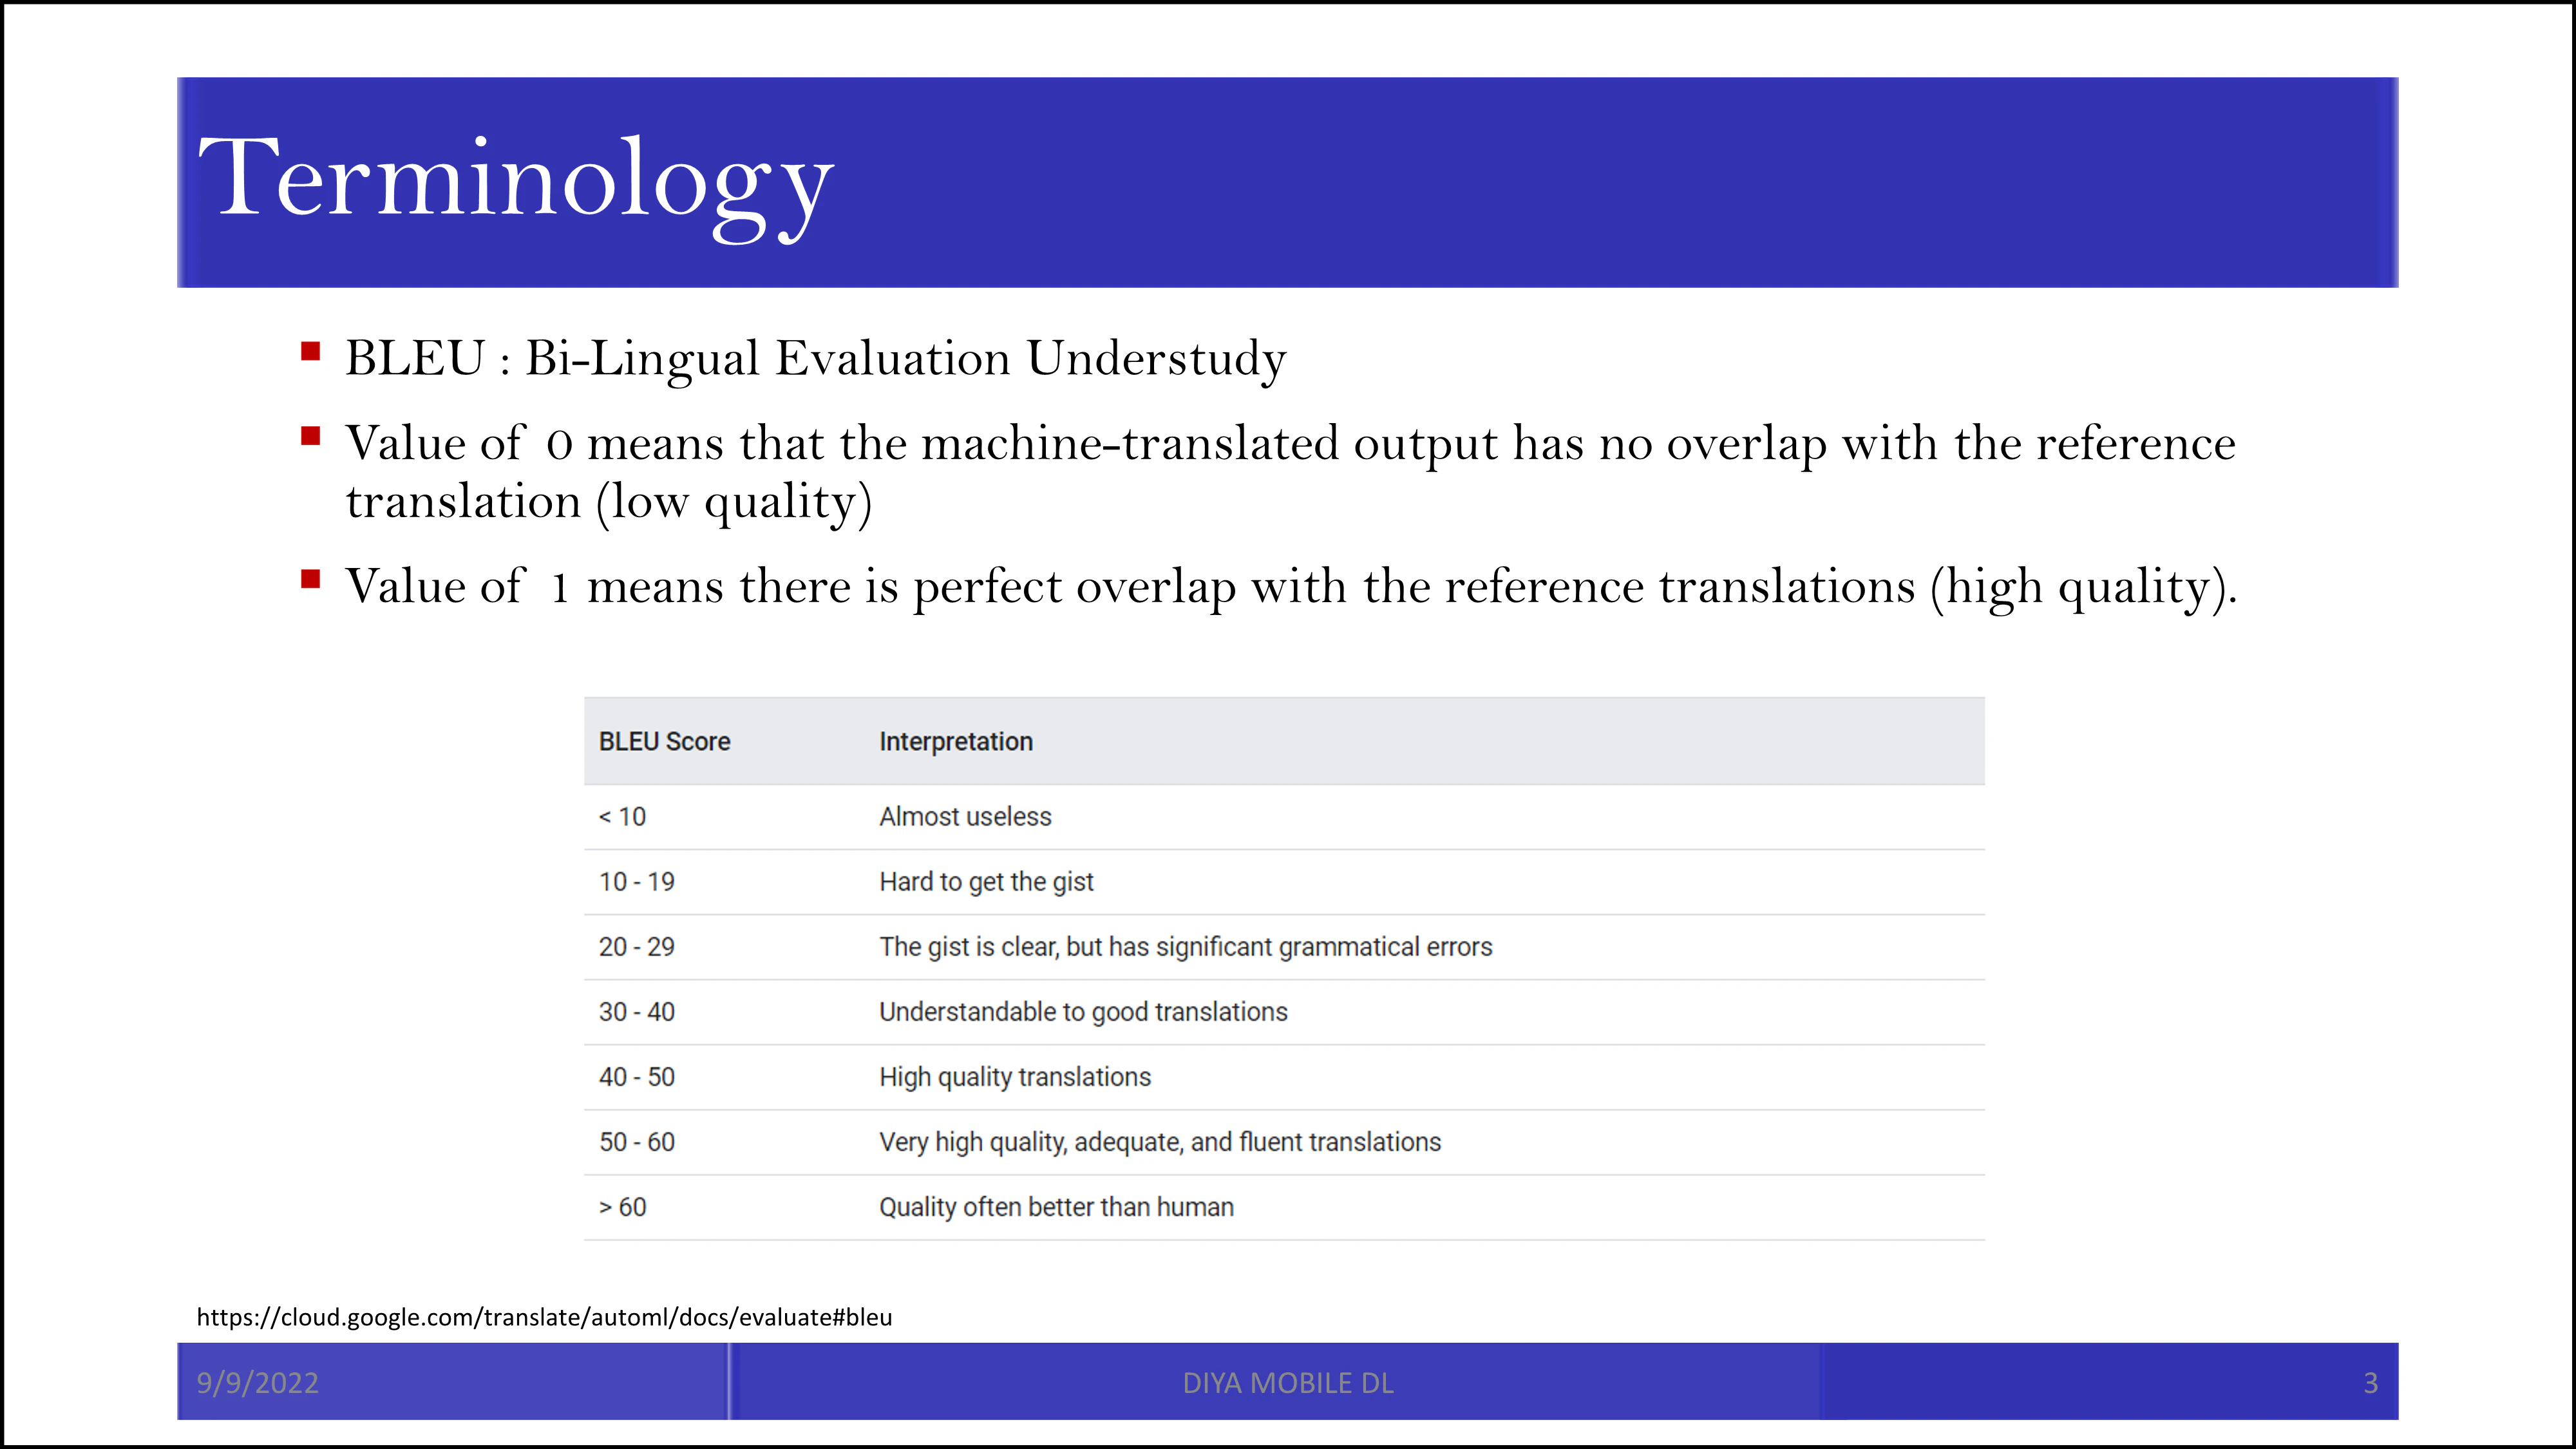 Terminology
BLEU : Bi-Lingual Evaluation Understudy
Value of 0 means that the machine-translated output has no overlap with the reference
translation (low quality)
Value of 1 means there is perfect overlap with the reference translations (high quality).
BLEU Score Interpretation
< 10 Almost useless
10 - 19 Hard to get the gist
20 - 29 The gist is clear, but has significant grammatical errors
30 - 40 Understandable to good translations
40 - 50 High quality translations
50 - 60 Very high quality, adequate, and fluent translations
> 60 Quality often better than human
https://cloud.google.com/translate/automl/docs/evaluate#bleu
9/9/2022 DIYA MOBILE DL 3